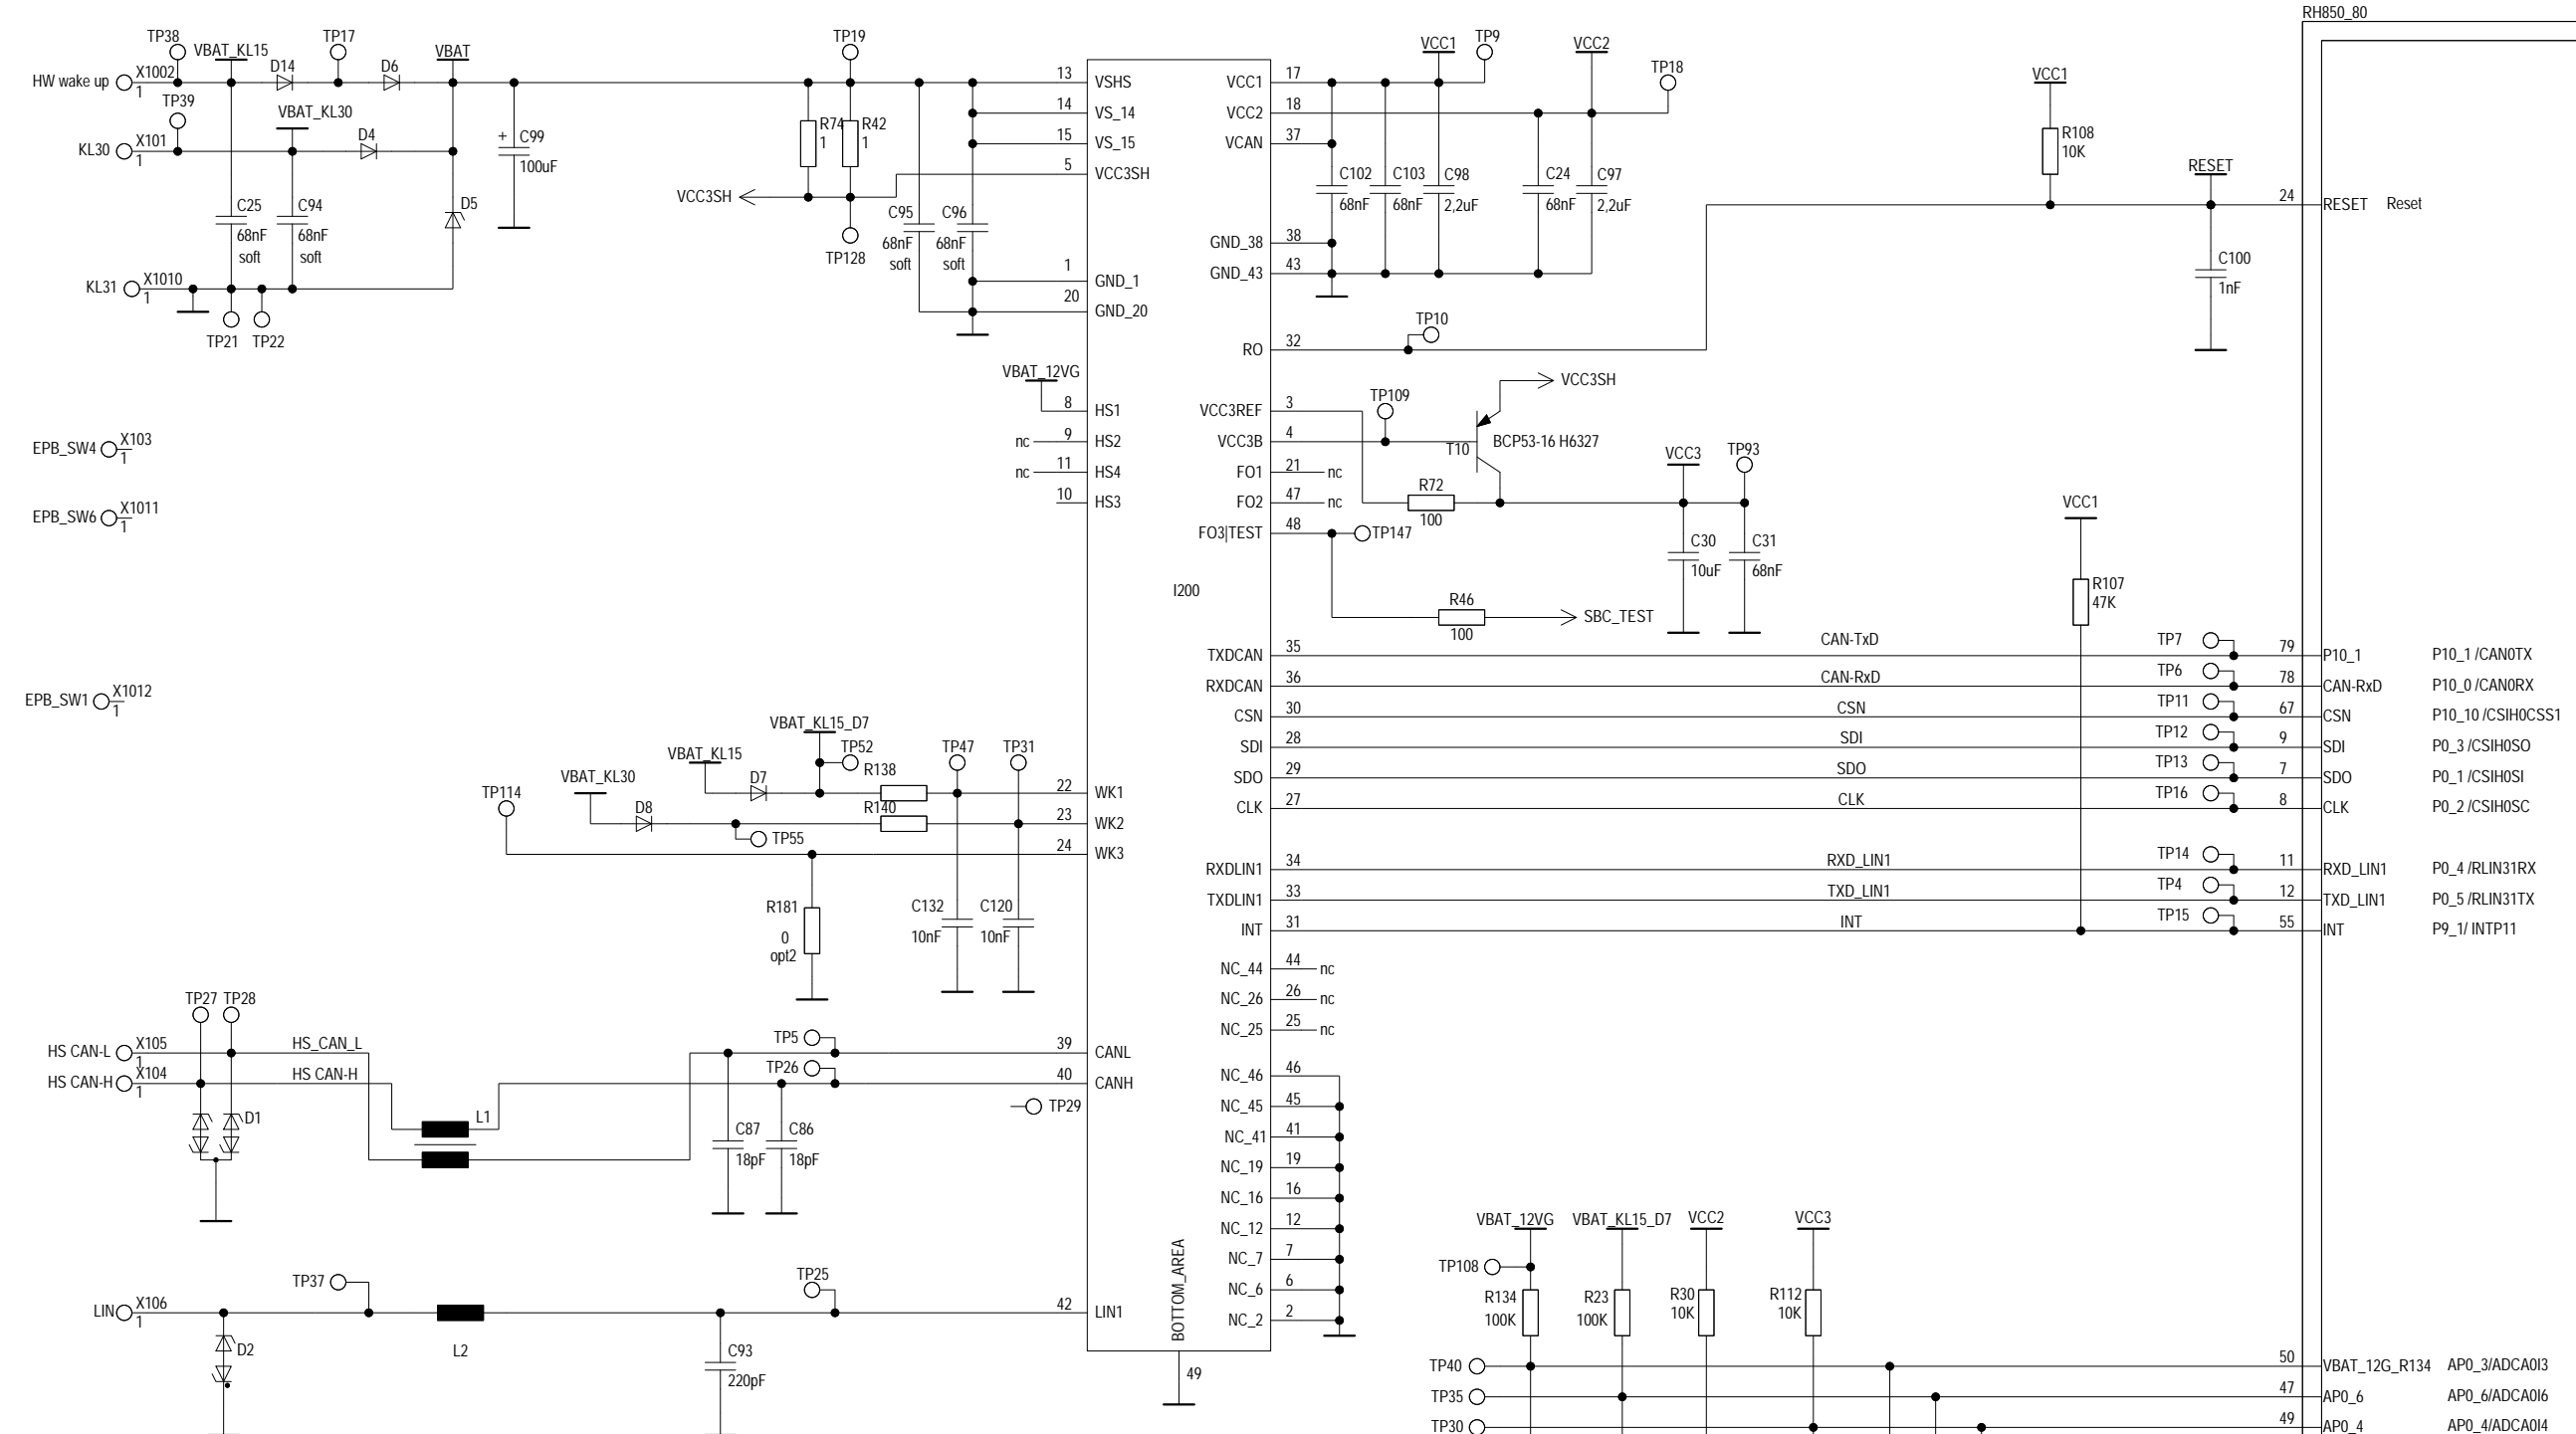 RH850_80
TP38
VBAT_KL15
TP17
VBAT
TP19
VCC1
TP9
VCC2
TP18
VCC1
HW wake up
X1002
1
D14
D6
13
VSHS
VCC1
17
TP39
VBAT_KL30
14
VS_14
VCC2
18
KL30
X101
1
D4
+
C99
100uF
R74
1
R42
1
15
VS_15
VCAN
37
R108
10K
5
VCC3SH
VCC3SH
C102
68nF
C103
68nF
C98
2,2uF
C24
68nF
C97
2,2uF
RESET
24
RESET
Reset
C25
68nF
soft
C94
68nF
soft
D5
C95
68nF
soft
C96
68nF
soft
TP128
GND_38
38
GND_43
43
C100
1nF
KL31
X1010
1
1
GND_1
20
GND_20
TP21
TP22
TP10
RO
32
VBAT_12VG
8
HS1
nc
9
HS2
nc
11
HS4
10
HS3
VCC3REF
3
VCC3B
4
FO1
21
nc
FO2
47
nc
FO3|TEST
48
TP109
VCC3SH
T10
BCP53-16 H6327
R72
100
VCC3
TP93
TP147
C30
10uF
C31
68nF
R46
100
SBC_TEST
EPB_SW4
X103
1
EPB_SW6
X1011
1
EPB_SW1
X1012
1
I200
VCC1
R107
47K
TXDCAN
35
CAN-TxD
TP7
79
P10_1
P10_1 /CAN0TX
RXDCAN
36
CAN-RxD
TP6
78
CAN-RxD
P10_0 /CAN0RX
CSN
30
CSN
TP11
67
CSN
P10_10 /CSIH0CSS1
SDI
28
SDI
TP12
9
SDI
P0_3 /CSIH0SO
SDO
29
SDO
TP13
7
SDO
P0_1 /CSIH0SI
CLK
27
CLK
TP16
8
CLK
P0_2 /CSIH0SC
RXDLIN1
34
RXD_LIN1
TP14
11
RXD_LIN1
P0_4 /RLIN31RX
TXDLIN1
33
TXD_LIN1
TP4
12
TXD_LIN1
P0_5 /RLIN31TX
INT
31
INT
TP15
55
INT
P9_1/ INTP11
VBAT_KL15_D7
VBAT_KL15
TP52
TP47
TP31
VBAT_KL30
D7
R138
22
WK1
TP114
D8
R140
23
WK2
TP55
24
WK3
R181
0
opt2
C132
10nF
C120
10nF
NC_44
44
nc
NC_26
26
nc
NC_25
25
nc
TP27
TP28
HS CAN-L
X105
1
HS_CAN_L
TP5
39
CANL
HS CAN-H
X104
1
HS CAN-H
TP26
40
CANH
TP29
D1
L1
C87
18pF
C86
18pF
NC_46
46
NC_45
45
NC_41
41
NC_19
19
NC_16
16
NC_12
12
NC_7
7
NC_6
6
NC_2
2
LIN
X106
1
TP37
TP25
42
LIN1
D2
L2
C93
220pF
BOTTOM_AREA
49
VBAT_12VG
VBAT_KL15_D7
VCC2
VCC3
TP108
R134
100K
R23
100K
R30
10K
R112
10K
TP40
50
VBAT_12G_R134
AP0_3/ADCA0I3
TP35
47
AP0_6
AP0_6/ADCA0I6
TP30
49
AP0_4
AP0_4/ADCA0I4